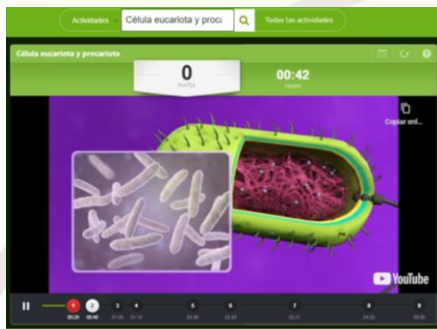 Actividades Célula eucariota y proca Todas las actividades
Célula eucariota y procariota
0
00:42
Copiar enl...
YouTube
1 2 3 4 5 6 7 8 9